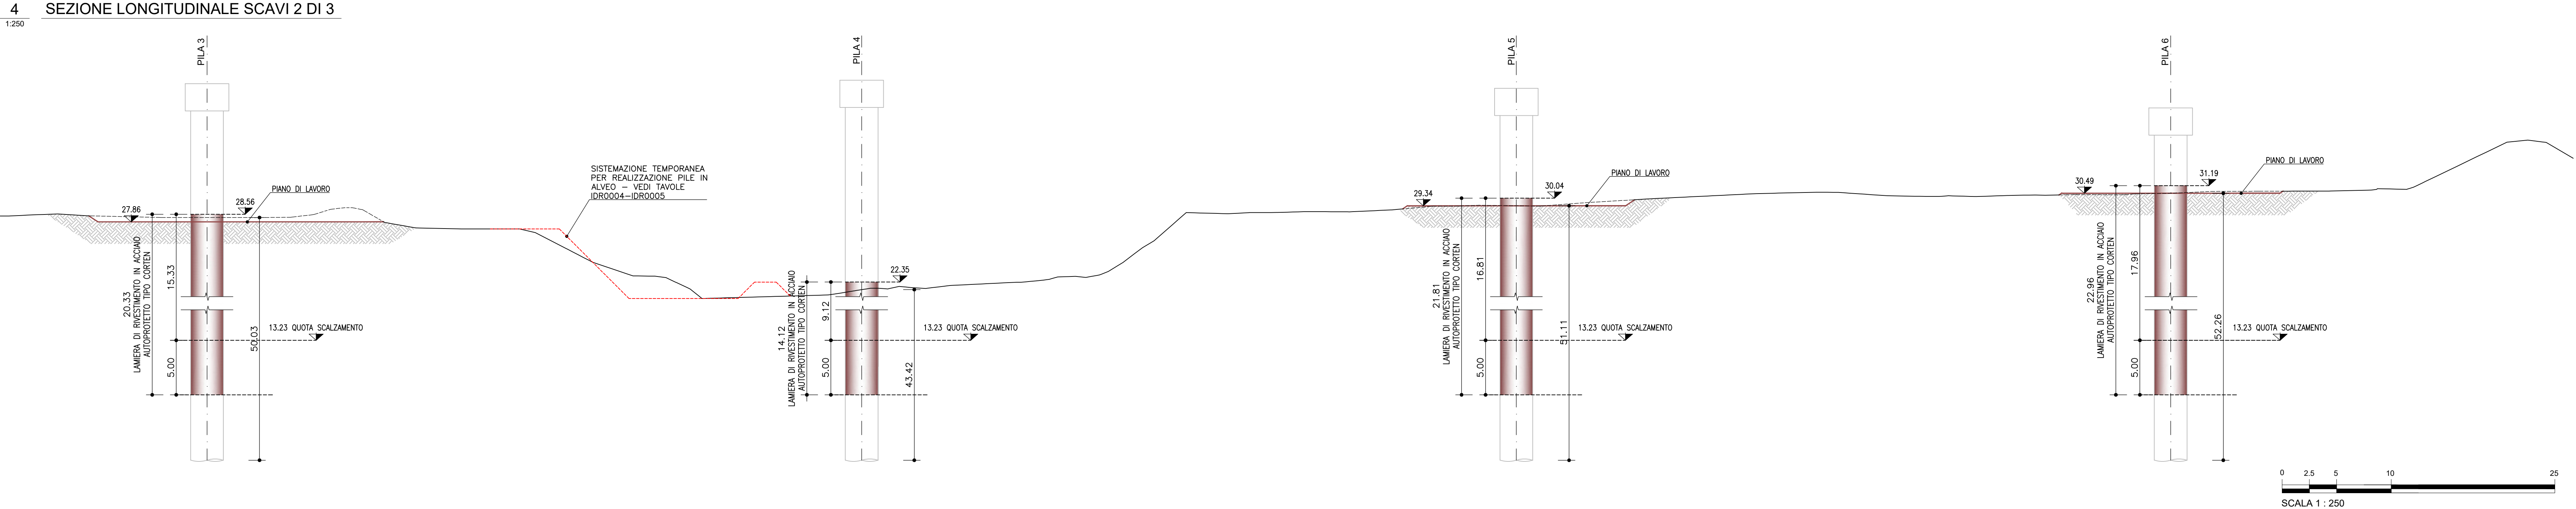 4 SEZIONE LONGITUDINALE SCAVI 2 DI 3
1:250
PILA 3
28.56
27.86
PIANO DI LAVORO
20.33
LAMIERA DI RIVESTIMENTO IN ACCIAIO
AUTOPROTETTO TIPO CORTEN
15.33
5.00
50.03
13.23 QUOTA SCALZAMENTO
SISTEMAZIONE TEMPORANEA
PER REALIZZAZIONE PILE IN
ALVEO – VEDI TAVOLE
IDR0004–IDR0005
PILA 4
22.35
14.12
LAMIERA DI RIVESTIMENTO IN ACCIAIO
AUTOPROTETTO TIPO CORTEN
9.12
5.00
43.42
13.23 QUOTA SCALZAMENTO
PILA 5
30.04
29.34
PIANO DI LAVORO
21.81
LAMIERA DI RIVESTIMENTO IN ACCIAIO
AUTOPROTETTO TIPO CORTEN
16.81
5.00
51.11
13.23 QUOTA SCALZAMENTO
PILA 6
31.19
30.49
PIANO DI LAVORO
22.96
LAMIERA DI RIVESTIMENTO IN ACCIAIO
AUTOPROTETTO TIPO CORTEN
17.96
5.00
52.26
13.23 QUOTA SCALZAMENTO
0 2.5 5 10 25
SCALA 1 : 250